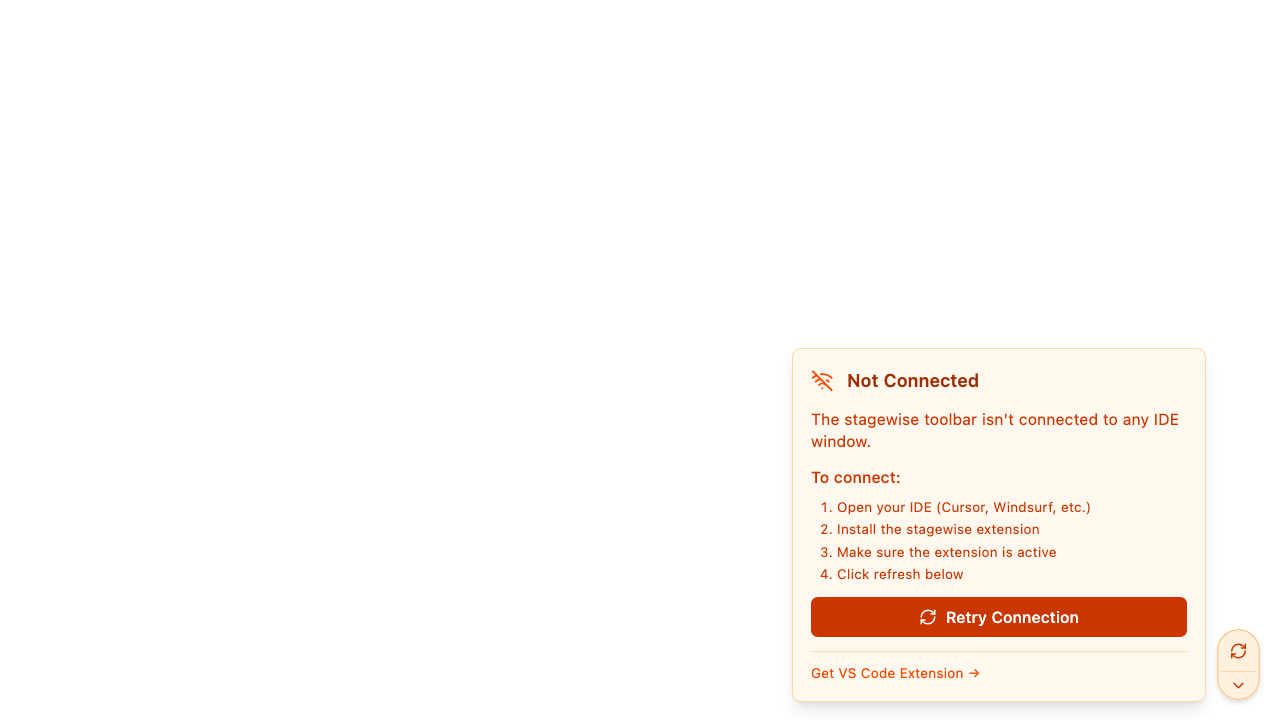 Not Connected
The stagewise toolbar isn't connected to any IDE
window.
To connect:
1. Open your IDE (Cursor, Windsurf, etc.)
2. Install the stagewise extension
3. Make sure the extension is active
4. Click refresh below
Retry Connection
Get VS Code Extension →